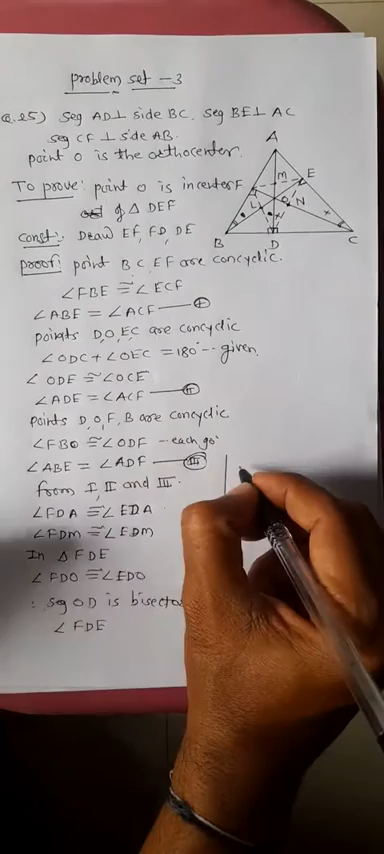 problem set -3
Q.25) seg AD⊥ side BC. seg BE⊥ AC
seg CF ⊥ side AB.
point O is the orthocenter.
To prove: point O is incenter
of △ DEF
Const: Draw EF, FD, DE
proof: point B C, E F are concyclic.
∠FBE ≅ ∠ECF
∠ABE = ∠ACF — I
points D,O,E,C are concyclic
∠ODC + ∠OEC = 180° -- given.
∠ ODE ≅ ∠OCE
∠ADE = ∠ACF — II
points D, O, F, B are concyclic
∠FBO ≅ ∠ODF -- each 90°
∠ABE = ∠ADF — III
from I, II and III.
∠FDA ≅ ∠EDA
∠FDM ≅ ∠EDM
In △ FDE
∠ FDO ≅ ∠EDO
∴ seg OD is bisecto
∠ FDE
A
F
M
E
L
O
N
B
D
C